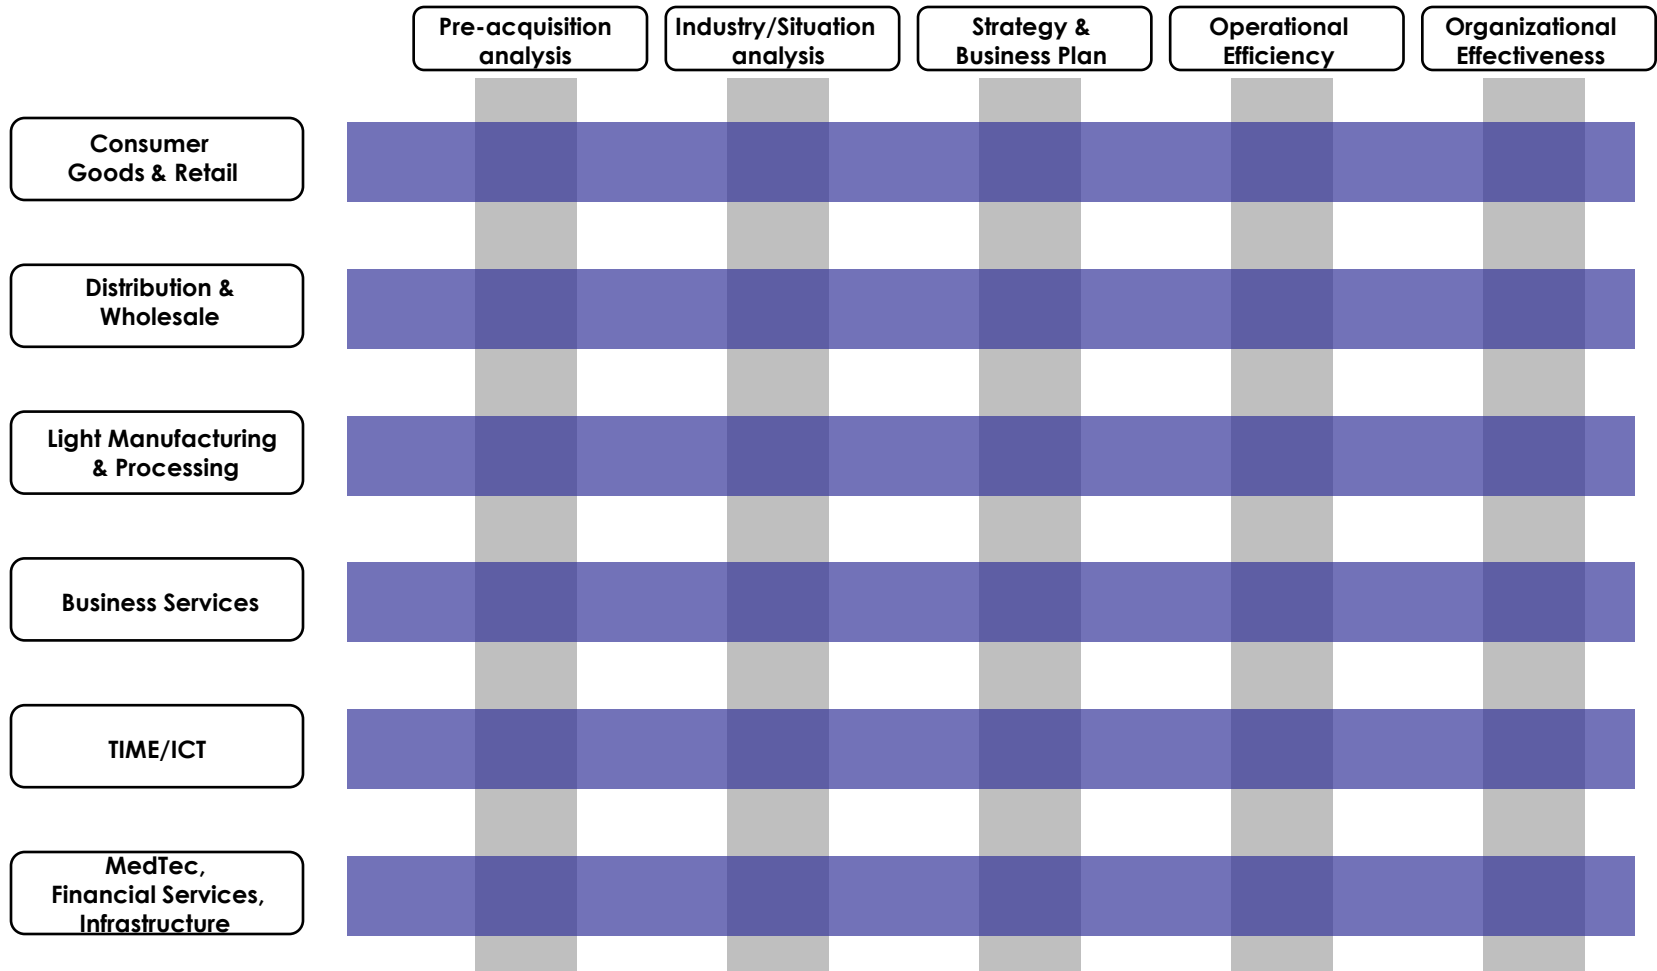 Pre-acquisition
analysis
Industry/Situation
analysis
Strategy &
Business Plan
Operational
Efficiency
Organizational
Effectiveness
Consumer
Goods & Retail
Distribution &
Wholesale
Light Manufacturing
& Processing
Business Services
TIME/ICT
MedTec,
Financial Services,
Infrastructure